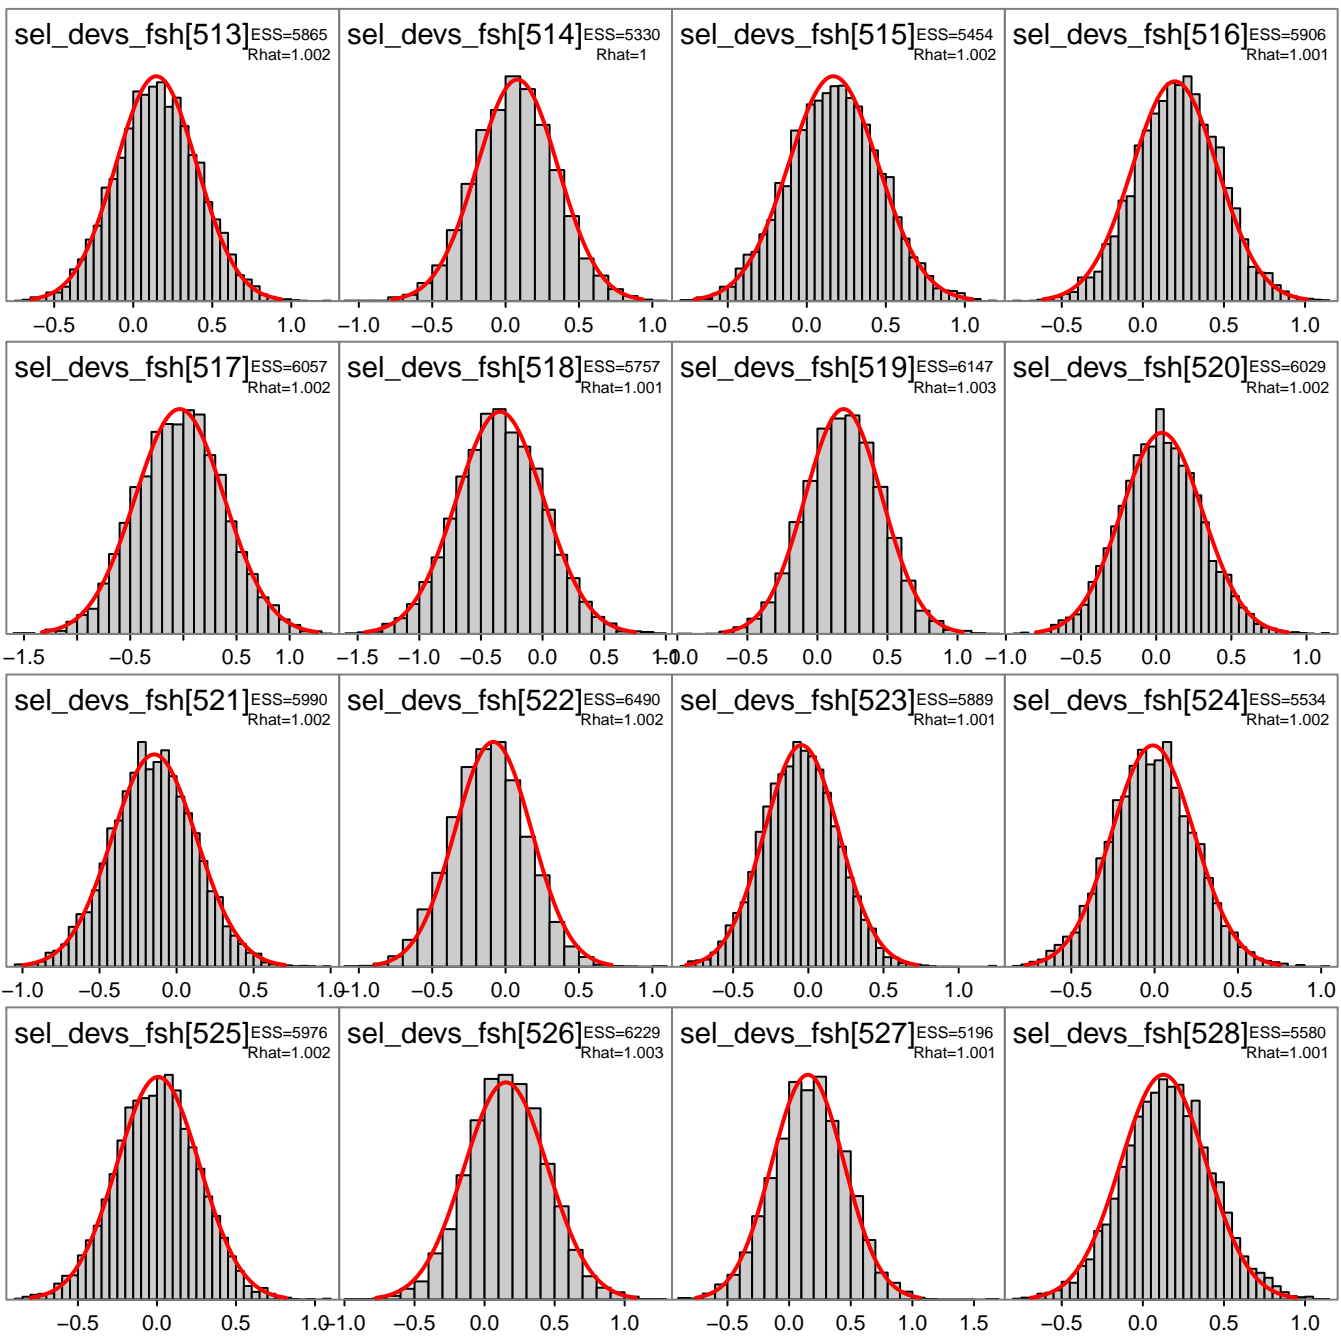 sel_devs_fsh[513] ESS=5865
Rhat=1.002
sel_devs_fsh[514] ESS=5330
Rhat=1
sel_devs_fsh[515] ESS=5454
Rhat=1.002
sel_devs_fsh[516] ESS=5906
Rhat=1.001
−0.5 0.0 0.5 1.0
−1.0 −0.5 0.0 0.5 1.0
−0.5 0.0 0.5 1.0
−0.5 0.0 0.5 1.0
sel_devs_fsh[517] ESS=6057
Rhat=1.002
sel_devs_fsh[518] ESS=5757
Rhat=1.001
sel_devs_fsh[519] ESS=6147
Rhat=1.003
sel_devs_fsh[520] ESS=6029
Rhat=1.002
−1.5 −0.5 0.5 1.0
−1.5 −1.0 −0.5 0.0 0.5 1.0
−1.0 0.0 0.5 1.0
−1.0 −0.5 0.0 0.5 1.0
sel_devs_fsh[521] ESS=5990
Rhat=1.002
sel_devs_fsh[522] ESS=6490
Rhat=1.002
sel_devs_fsh[523] ESS=5889
Rhat=1.001
sel_devs_fsh[524] ESS=5534
Rhat=1.002
−1.0 −0.5 0.0 0.5 1.0
−1.0 −0.5 0.0 0.5 1.0
−0.5 0.0 0.5 1.0
−0.5 0.0 0.5 1.0
sel_devs_fsh[525] ESS=5976
Rhat=1.002
sel_devs_fsh[526] ESS=6229
Rhat=1.003
sel_devs_fsh[527] ESS=5196
Rhat=1.001
sel_devs_fsh[528] ESS=5580
Rhat=1.001
−0.5 0.0 0.5 1.0
−1.0 −0.5 0.0 0.5 1.0
−0.5 0.0 0.5 1.0 1.5
−0.5 0.0 0.5 1.0